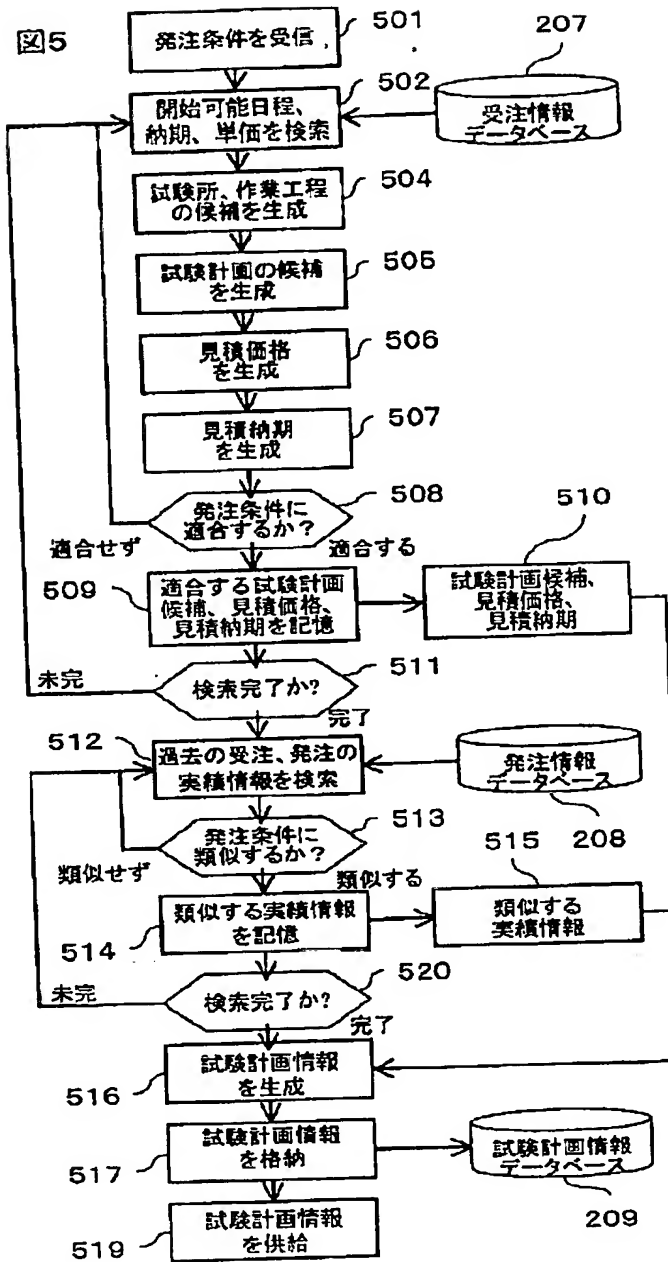 図5
発注条件を受信
501
開始可能日程、
納期、単価を検索
502
207
受注情報
データベース
試験所、作業工程
の候補を生成
504
試験計画の候補
を生成
505
見積価格
を生成
506
見積納期
を生成
507
発注条件に
適合するか?
508
適合せず
適合する
509
適合する試験計画
候補、見積価格、
見積納期を記憶
510
試験計画候補、
見積価格、
見積納期
検索完了か?
511
未完
完了
512
過去の受注、発注の
実績情報を検索
発注情報
データベース
208
発注条件に
類似するか?
513
類似せず
類似する
514
類似する実績情報
を記憶
515
類似する
実績情報
検索完了か?
520
未完
完了
516
試験計画情報
を生成
517
試験計画情報
を格納
試験計画情報
データベース
209
519
試験計画情報
を供給